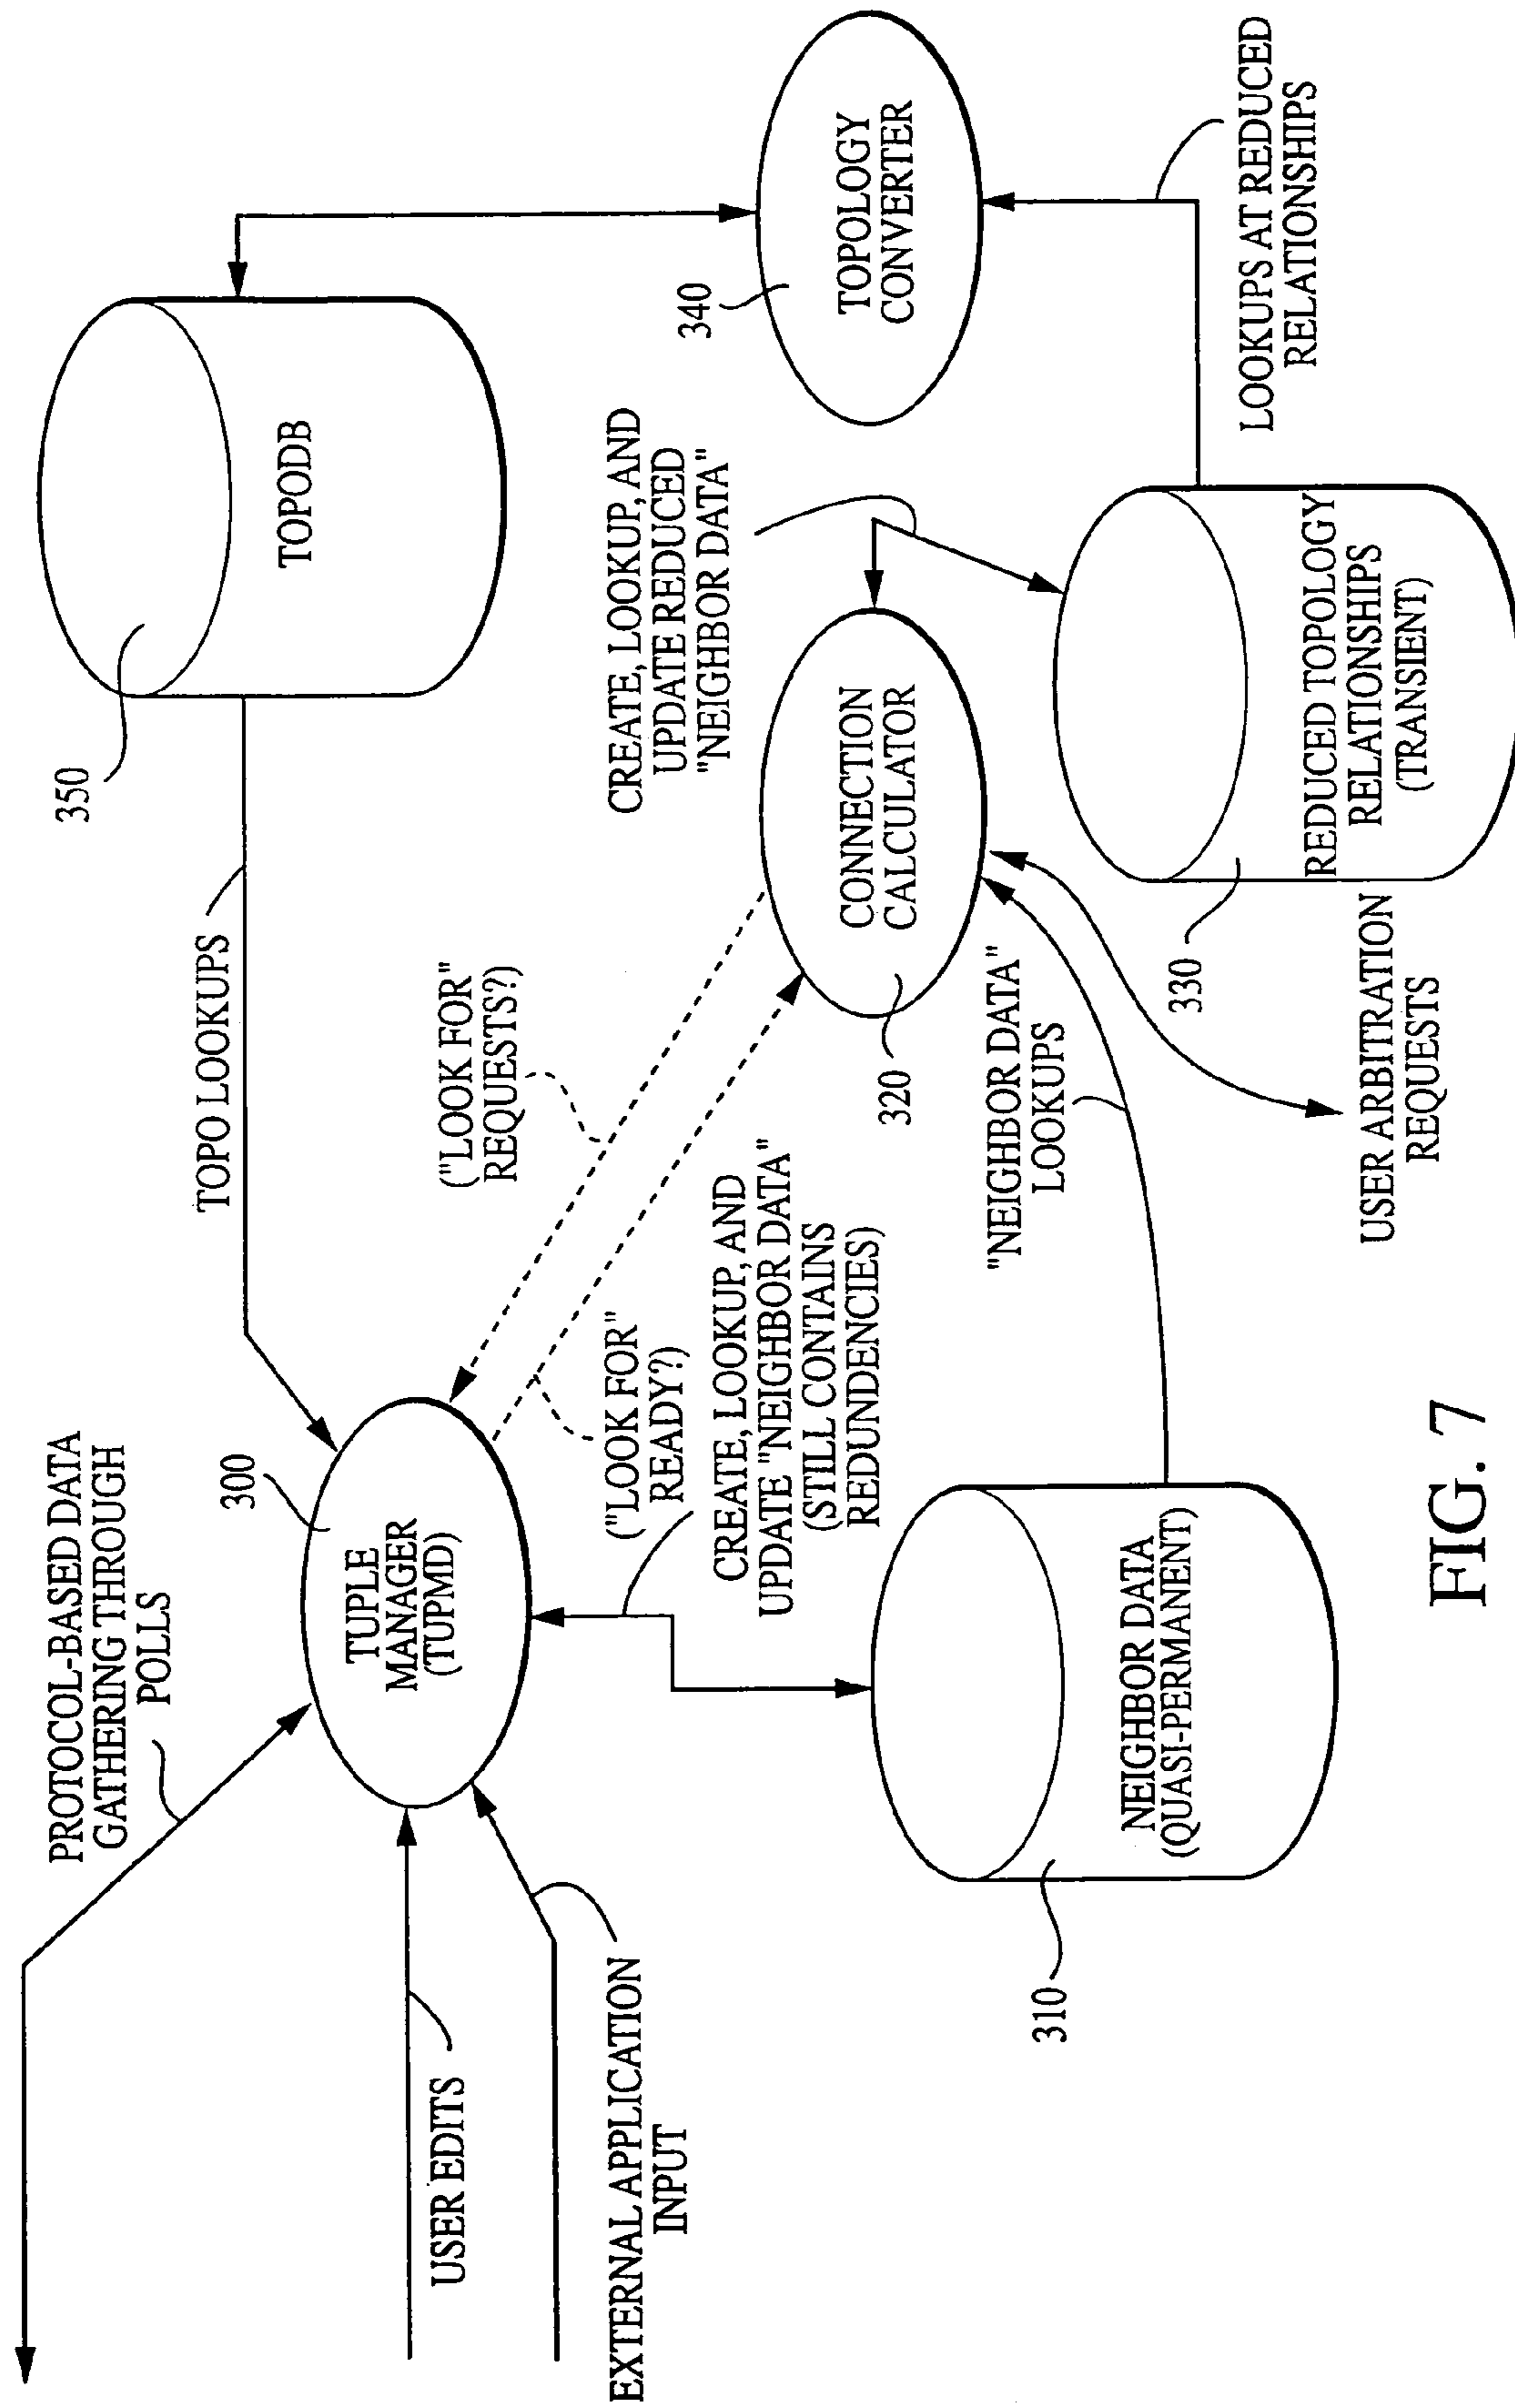 PROTOCOL-BASED DATA
GATHERING THROUGH
POLLS
USER EDITS
EXTERNAL APPLICATION
INPUT
300
TUPLE
MANAGER
(TUPMD)
TOPO LOOKUPS
350
TOPODB
("LOOK FOR"
REQUESTS?)
("LOOK FOR"
READY?)
CREATE, LOOKUP, AND
UPDATE "NEIGHBOR DATA"
(STILL CONTAINS
REDUNDENCIES)
310
NEIGHBOR DATA
(QUASI-PERMANENT)
"NEIGHBOR DATA"
LOOKUPS
320
CONNECTION
CALCULATOR
CREATE, LOOKUP, AND
UPDATE REDUCED
"NEIGHBOR DATA"
340
TOPOLOGY
CONVERTER
USER ARBITRATION
REQUESTS
330
REDUCED TOPOLOGY
RELATIONSHIPS
(TRANSIENT)
LOOKUPS AT REDUCED
RELATIONSHIPS
FIG. 7